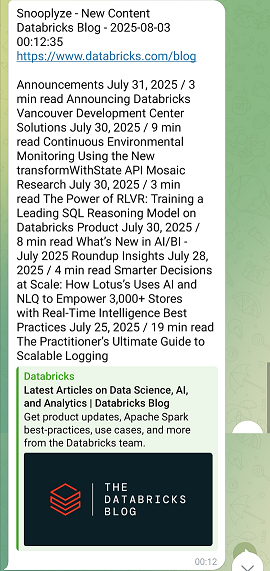 Snooplyze - New Content
Databricks Blog - 2025-08-03
00:12:35
https://www.databricks.com/blog
Announcements July 31, 2025 / 3
min read Announcing Databricks
Vancouver Development Center
Solutions July 30, 2025 / 9 min
read Continuous Environmental
Monitoring Using the New
transformWithState API Mosaic
Research July 30, 2025 / 3 min
read The Power of RLVR: Training a
Leading SQL Reasoning Model on
Databricks Product July 30, 2025 /
8 min read What’s New in AI/BI -
July 2025 Roundup Insights July 28,
2025 / 4 min read Smarter Decisions
at Scale: How Lotus’s Uses AI and
NLQ to Empower 3,000+ Stores
with Real-Time Intelligence Best
Practices July 25, 2025 / 19 min read
The Practitioner’s Ultimate Guide to
Scalable Logging
Databricks
Latest Articles on Data Science, AI,
and Analytics | Databricks Blog
Get product updates, Apache Spark
best-practices, use cases, and more
from the Databricks team.
THE
DATABRICKS
BLOG
00:12